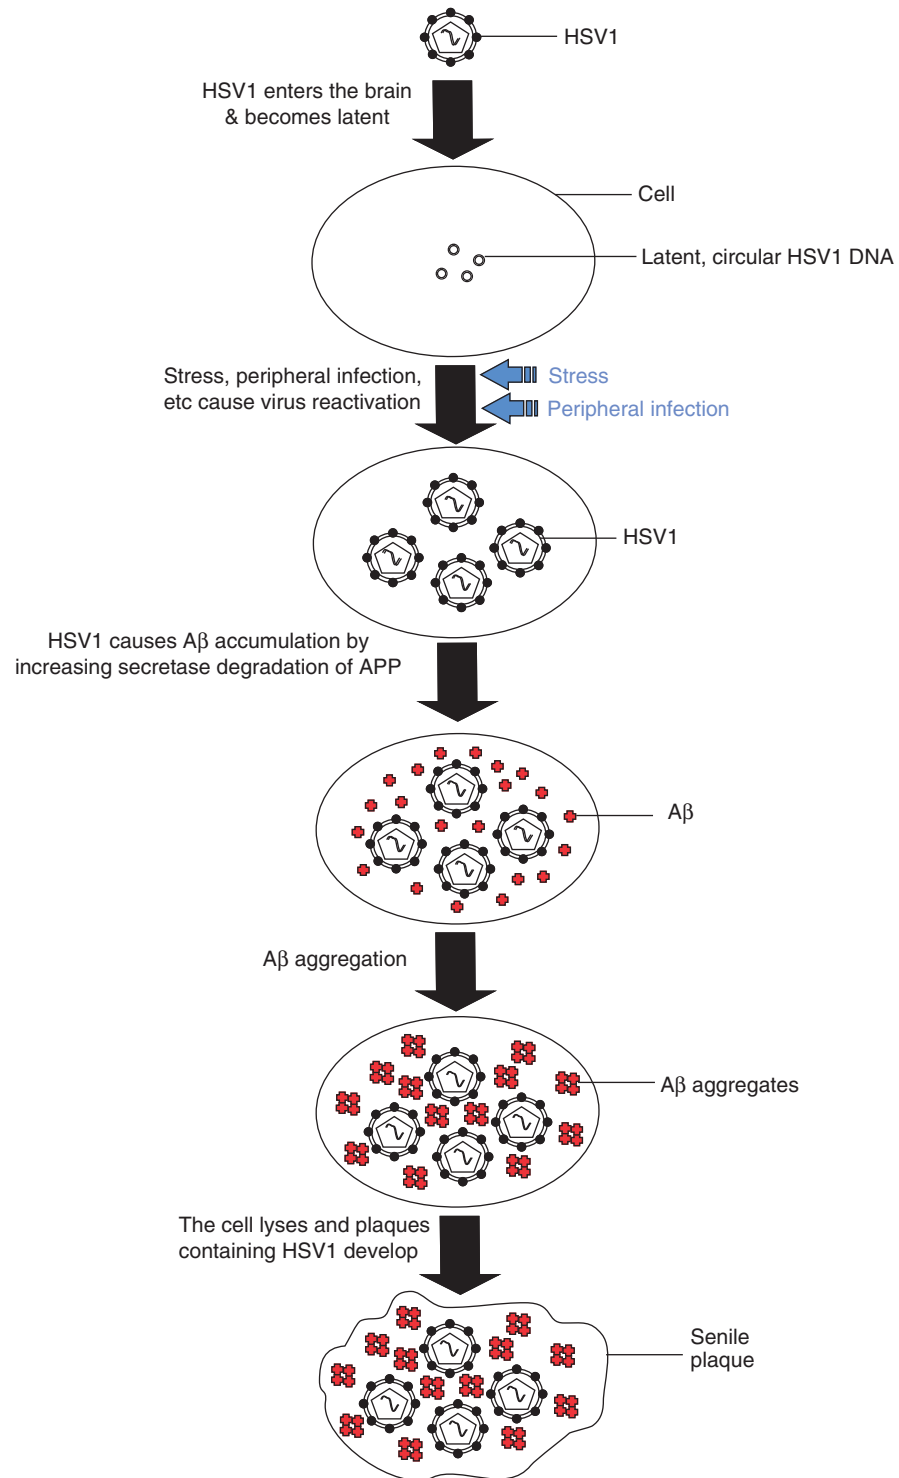 HSV1
HSV1 enters the brain
& becomes latent
Cell
Latent, circular HSV1 DNA
Stress, peripheral infection,
etc cause virus reactivation
Stress
Peripheral infection
HSV1
HSV1 causes Aβ accumulation by
increasing secretase degradation of APP
Aβ
Aβ aggregation
Aβ aggregates
The cell lyses and plaques
containing HSV1 develop
Senile
plaque